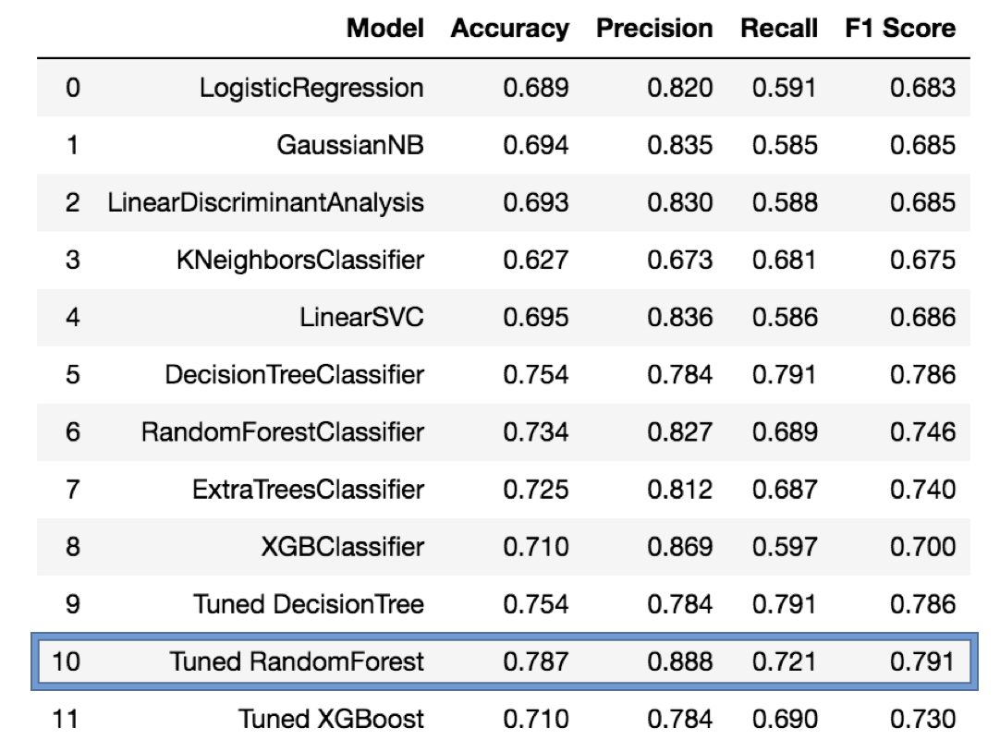 Model Accuracy Precision Recall F1 Score
0 LogisticRegression 0.689 0.820 0.591 0.683
1 GaussianNB 0.694 0.835 0.585 0.685
2 LinearDiscriminantAnalysis 0.693 0.830 0.588 0.685
3 KNeighborsClassifier 0.627 0.673 0.681 0.675
4 LinearSVC 0.695 0.836 0.586 0.686
5 DecisionTreeClassifier 0.754 0.784 0.791 0.786
6 RandomForestClassifier 0.734 0.827 0.689 0.746
7 ExtraTreesClassifier 0.725 0.812 0.687 0.740
8 XGBClassifier 0.710 0.869 0.597 0.700
9 Tuned DecisionTree 0.754 0.784 0.791 0.786
10 Tuned RandomForest 0.787 0.888 0.721 0.791
11 Tuned XGBoost 0.710 0.784 0.690 0.730